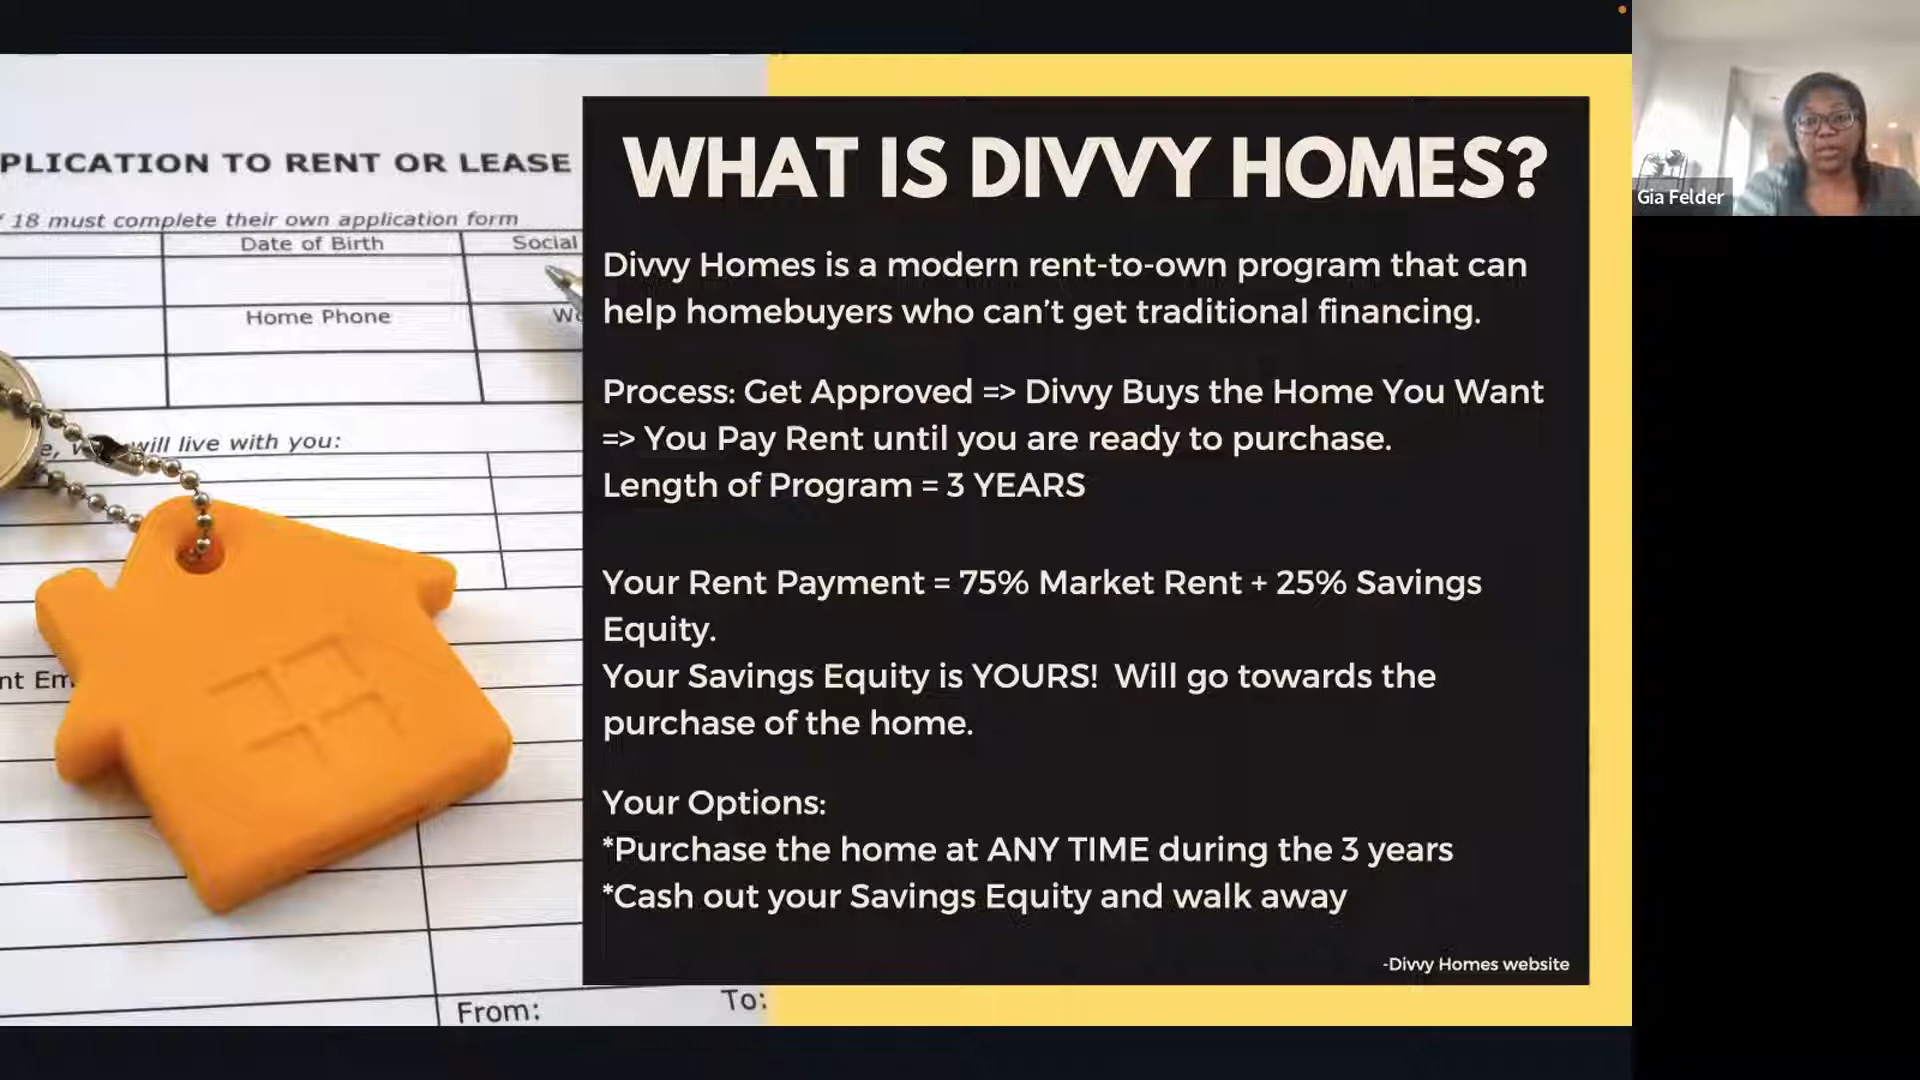 PLICATION TO RENT OR LEASE
18 must complete their own application form
Date of Birth
Social
Home Phone
will live with you:
nt Em
From:
To:
WHAT IS DIVVY HOMES?
Divvy Homes is a modern rent-to-own program that can
help homebuyers who can't get traditional financing.
Process: Get Approved => Divvy Buys the Home You Want
=> You Pay Rent until you are ready to purchase.
Length of Program = 3 YEARS
Your Rent Payment = 75% Market Rent + 25% Savings
Equity.
Your Savings Equity is YOURS! Will go towards the
purchase of the home.
Your Options:
*Purchase the home at ANY TIME during the 3 years
*Cash out your Savings Equity and walk away
-Divvy Homes website
Gia Felder